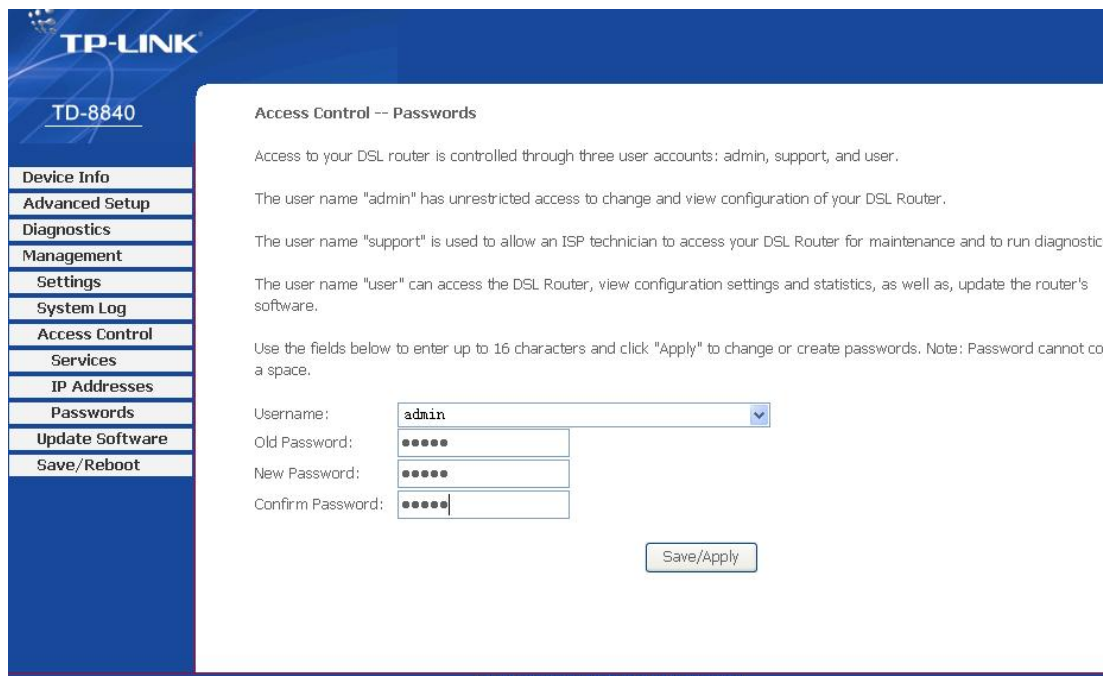 TP-LINK
TD-8840
Device Info
Advanced Setup
Diagnostics
Management
Settings
System Log
Access Control
Services
IP Addresses
Passwords
Update Software
Save/Reboot
Access Control -- Passwords
Access to your DSL router is controlled through three user accounts: admin, support, and user.
The user name "admin" has unrestricted access to change and view configuration of your DSL Router.
The user name "support" is used to allow an ISP technician to access your DSL Router for maintenance and to run diagnostic
The user name "user" can access the DSL Router, view configuration settings and statistics, as well as, update the router's
software.
Use the fields below to enter up to 16 characters and click "Apply" to change or create passwords. Note: Password cannot co
a space.
Username: admin
Old Password: •••••
New Password: •••••
Confirm Password: •••••
Save/Apply